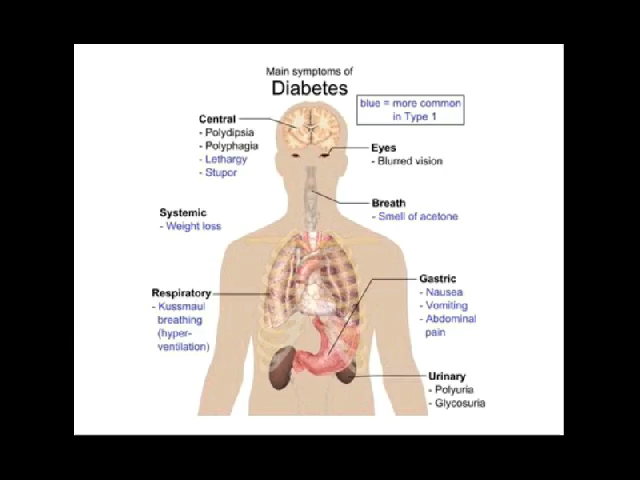 Main symptoms of
Diabetes
blue = more common
in Type 1
Central
- Polydipsia
- Polyphagia
- Lethargy
- Stupor
Eyes
- Blurred vision
Breath
- Smell of acetone
Systemic
- Weight loss
Gastric
- Nausea
- Vomiting
- Abdominal
pain
Respiratory
- Kussmaul
breathing
(hyper-
ventilation)
Urinary
- Polyuria
- Glycosuria